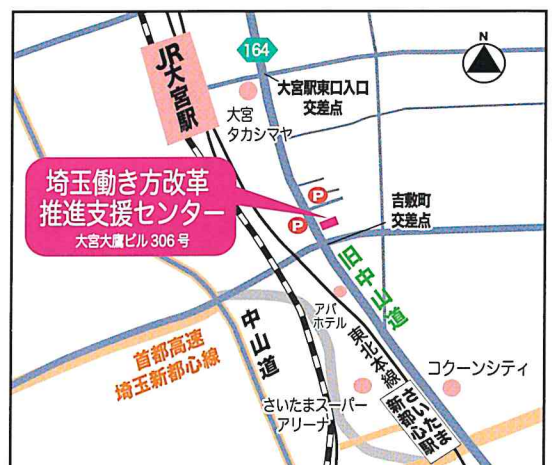 N
164
JR大宮駅
大宮駅東口入口
交差点
大宮
タカシマヤ
埼玉働き方改革
推進支援センター
大宮大鷹ビル 306 号
P
P
吉敷町
交差点
旧中山道
アパ
ホテル
中山道
首都高速
埼玉新都心線
東北本線
コクーンシティ
さいたまスーパー
アリーナ
さいたま
新都心駅